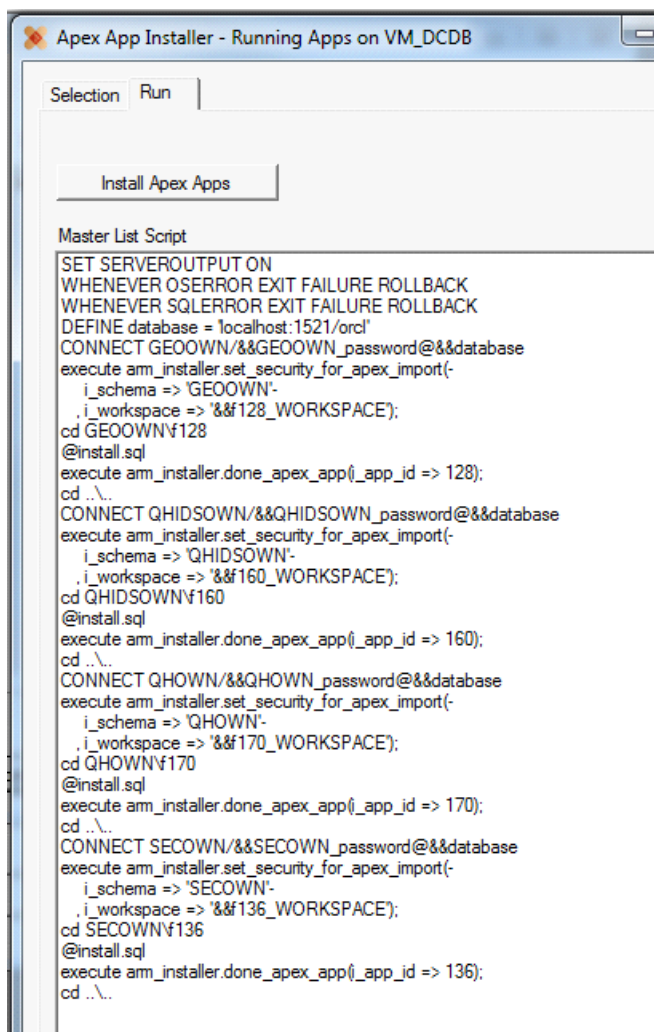 Apex App Installer - Running Apps on VM_DCDB
Selection Run
Install Apex Apps
Master List Script
SET SERVEROUTPUT ON
WHENEVER OSERROR EXIT FAILURE ROLLBACK
WHENEVER SQLERROR EXIT FAILURE ROLLBACK
DEFINE database = 'localhost:1521/orcl'
CONNECT GEOOWN/&&GEOOWN_password@&&database
execute arm_installer.set_security_for_apex_import(-
i_schema => 'GEOOWN'-
, i_workspace => '&&f128_WORKSPACE');
cd GEOOWN\f128
@install.sql
execute arm_installer.done_apex_app(i_app_id => 128);
cd ..\..
CONNECT QHIDSOWN/&&QHIDSOWN_password@&&database
execute arm_installer.set_security_for_apex_import(-
i_schema => 'QHIDSOWN'-
, i_workspace => '&&f160_WORKSPACE');
cd QHIDSOWN\f160
@install.sql
execute arm_installer.done_apex_app(i_app_id => 160);
cd ..\..
CONNECT QHOWN/&&QHOWN_password@&&database
execute arm_installer.set_security_for_apex_import(-
i_schema => 'QHOWN'-
, i_workspace => '&&f170_WORKSPACE');
cd QHOWN\f170
@install.sql
execute arm_installer.done_apex_app(i_app_id => 170);
cd ..\..
CONNECT SECOWN/&&SECOWN_password@&&database
execute arm_installer.set_security_for_apex_import(-
i_schema => 'SECOWN'-
, i_workspace => '&&f136_WORKSPACE');
cd SECOWN\f136
@install.sql
execute arm_installer.done_apex_app(i_app_id => 136);
cd ..\..